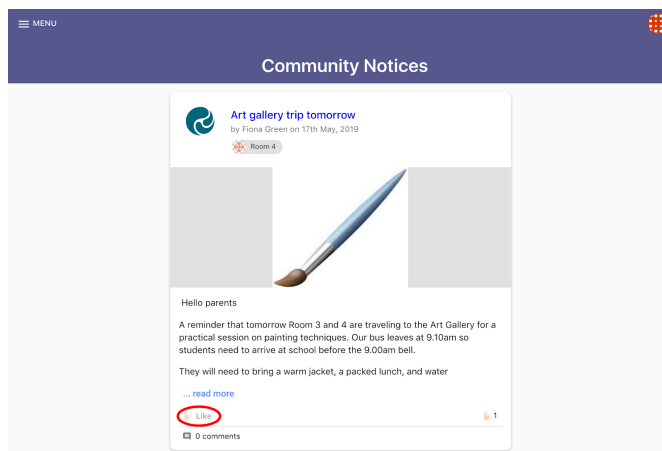 MENU
Community Notices
Art gallery trip tomorrow
by Fiona Green on 17th May, 2019
Room 4
Hello parents
A reminder that tomorrow Room 3 and 4 are traveling to the Art Gallery for a
practical session on painting techniques. Our bus leaves at 9.10am so
students need to arrive at school before the 9.00am bell.
They will need to bring a warm jacket, a packed lunch, and water
... read more
Like 1
0 comments